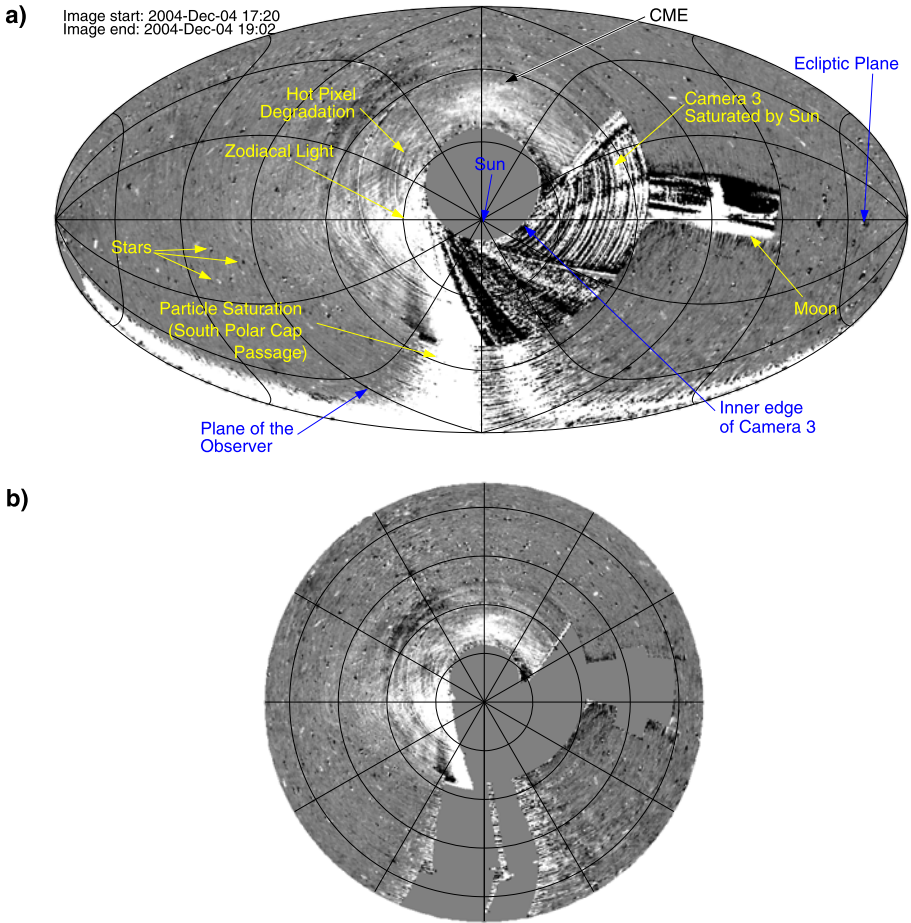 a)
Image start: 2004-Dec-04 17:20
Image end: 2004-Dec-04 19:02
CME
Ecliptic Plane
Hot Pixel
Degradation
Camera 3
Saturated by Sun
Zodiacal Light
Sun
Stars
Particle Saturation
(South Polar Cap
Passage)
Moon
Plane of the
Observer
Inner edge
of Camera 3
b)